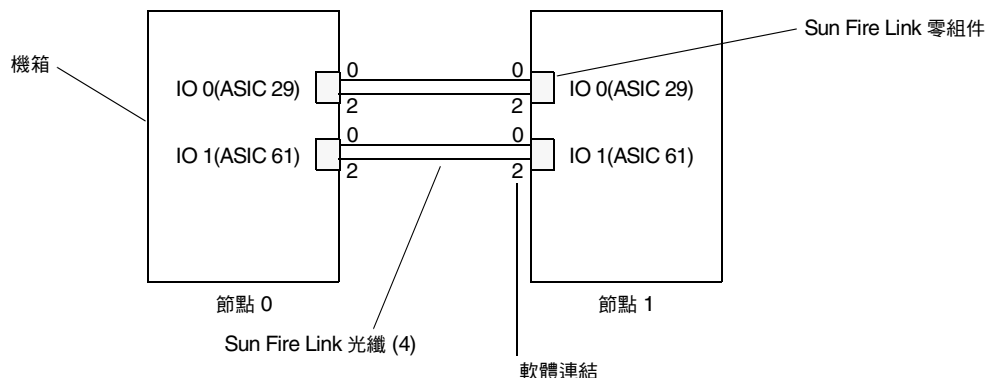 Sun Fire Link 零組件
機箱
0 0
IO 0(ASIC 29) IO 0(ASIC 29)
2 2
0 0
IO 1(ASIC 61) IO 1(ASIC 61)
2 2
節點 0 節點 1
Sun Fire Link 光纖 (4)
軟體連結